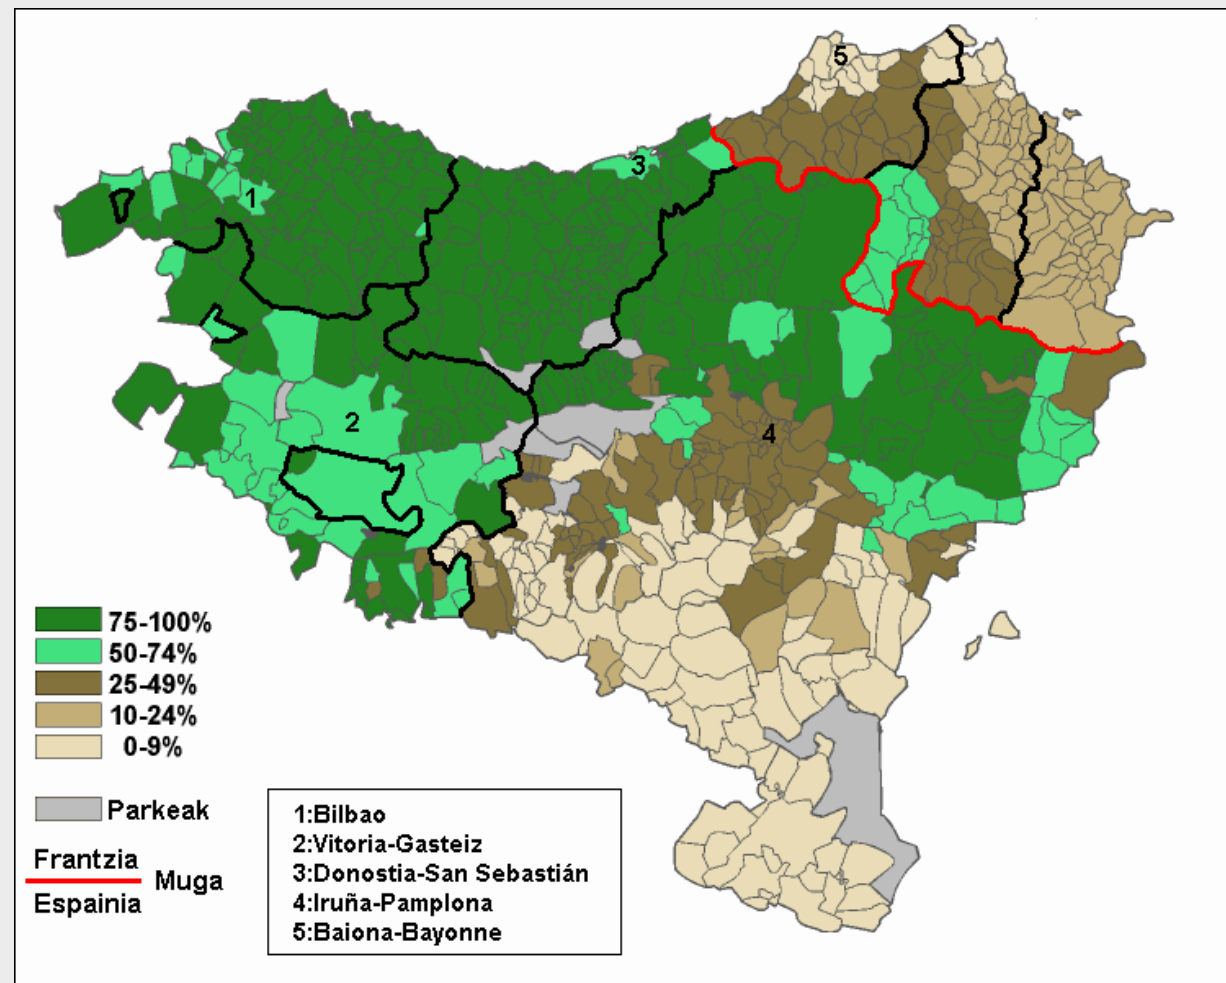 5
3
1
2
4
75-100%
50-74%
25-49%
10-24%
0-9%
Parkeak
Frantzia
Muga
Espainia
1:Bilbao
2:Vitoria-Gasteiz
3:Donostia-San Sebastián
4:Iruña-Pamplona
5:Baiona-Bayonne